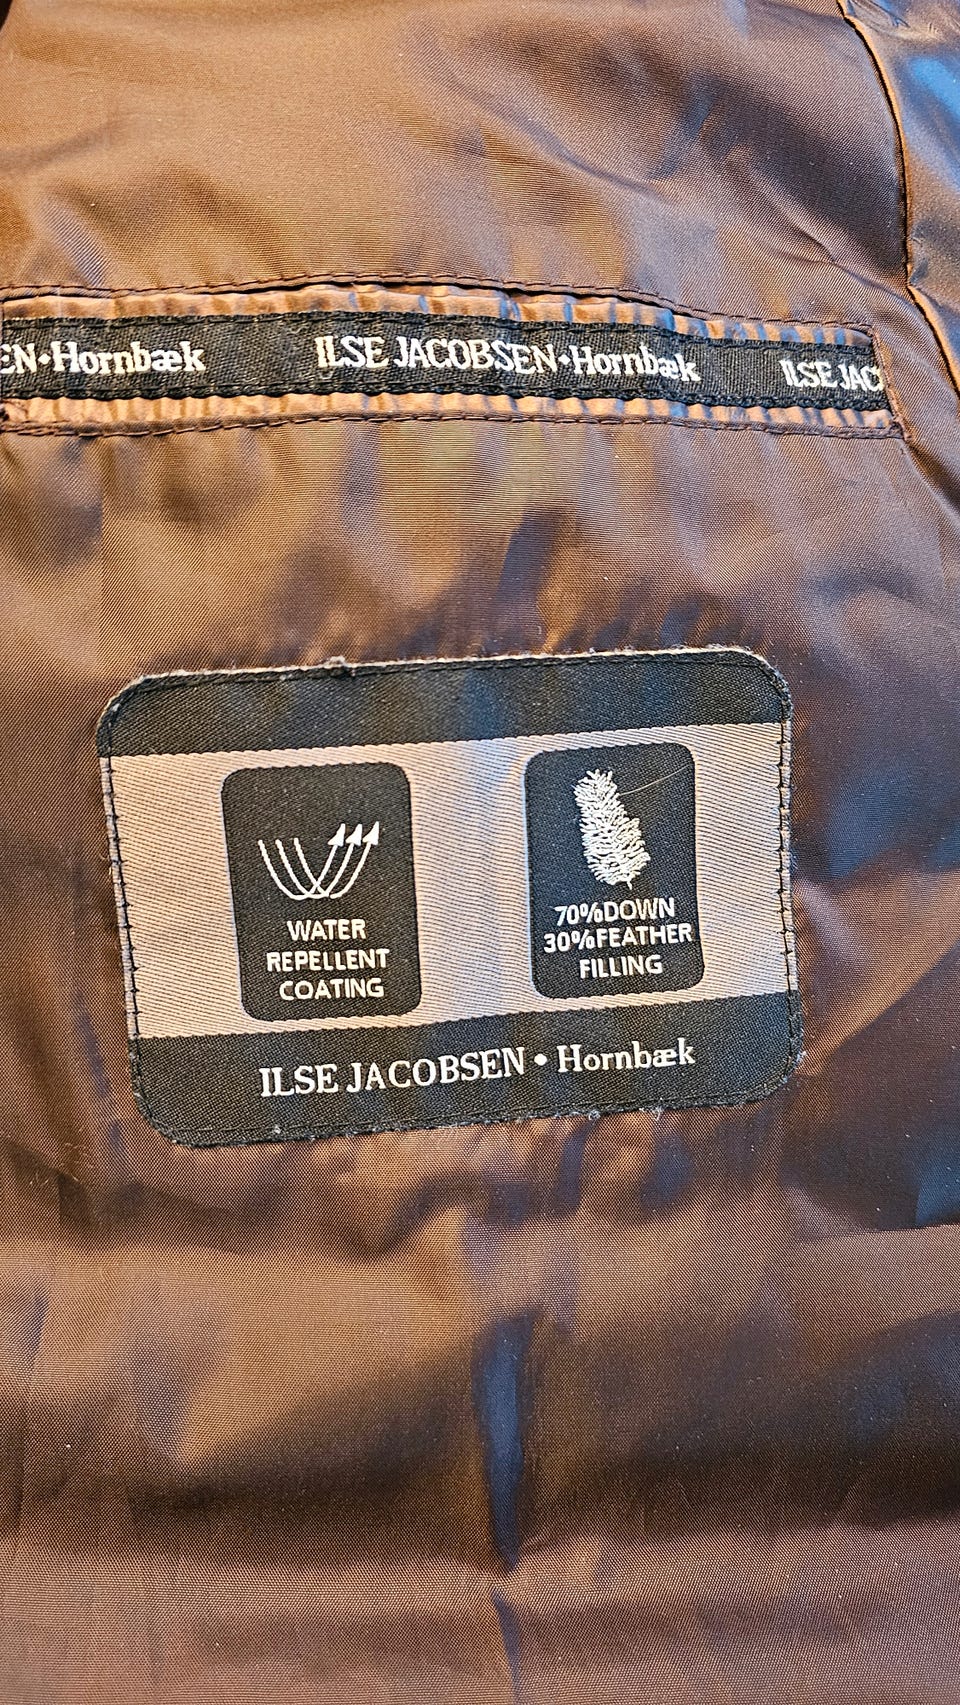 EN•Hornbæk ILSE JACOBSEN•Hornbæk ILSE JAC
WATER
REPELLENT
COATING
70%DOWN
30%FEATHER
FILLING
ILSE JACOBSEN • Hornbæk